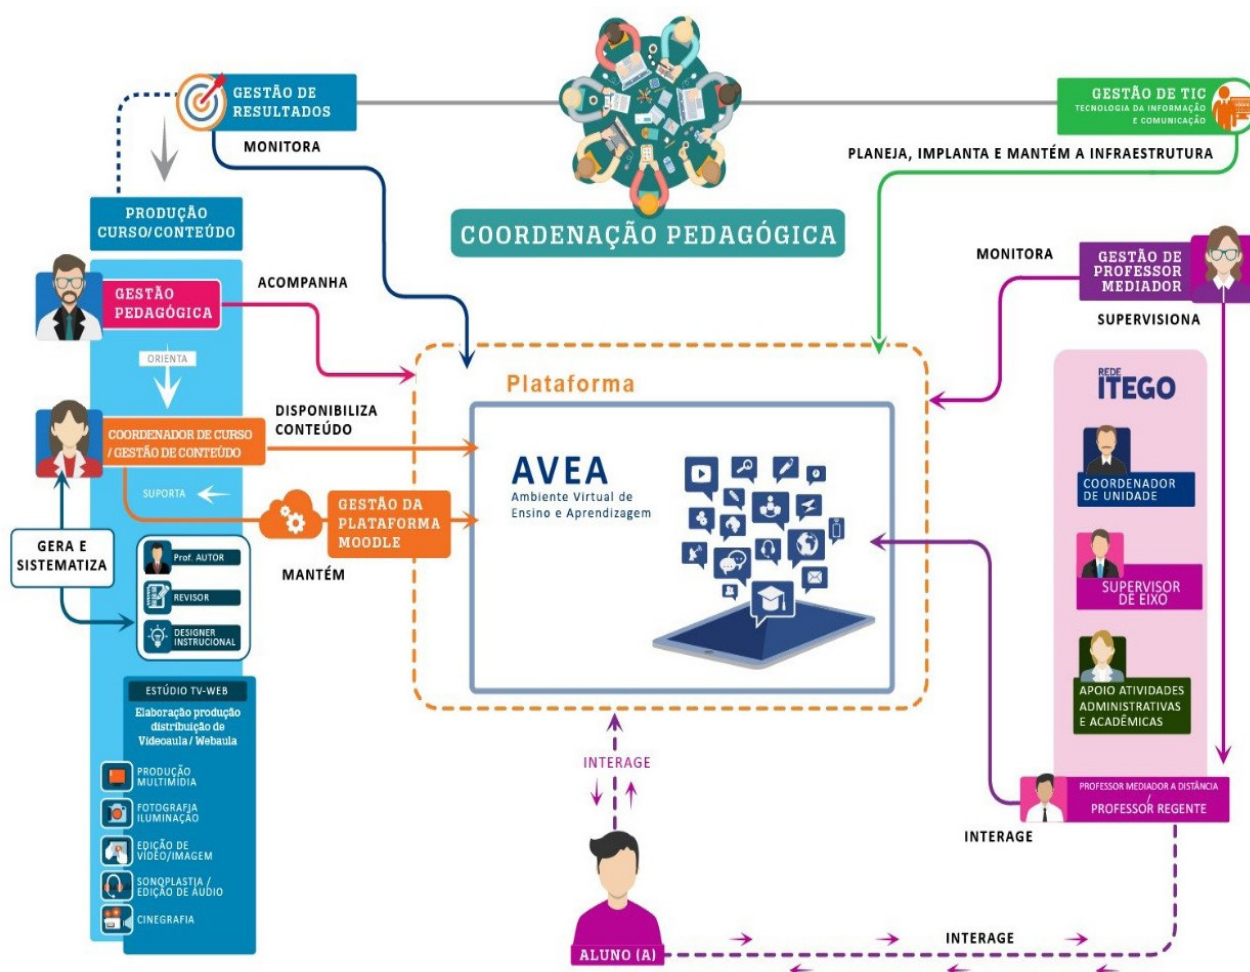 GESTÃO DE
RESULTADOS
GESTÃO DE TIC
TECNOLOGIA DA INFORMAÇÃO
E COMUNICAÇÃO
MONITORA
PLANEJA, IMPLANTA E MANTÉM A INFRAESTRUTURA
PRODUÇÃO
CURSO/CONTEÚDO
COORDENAÇÃO PEDAGÓGICA
MONITORA
GESTÃO DE
PROFESSOR
MEDIADOR
SUPERVISIONA
GESTÃO
PEDAGÓGICA
ACOMPANHA
ORIENTA
COORDENADOR DE CURSO
/ GESTÃO DE CONTEÚDO
DISPONIBILIZA
CONTEÚDO
SUPORTA
GESTÃO DA
PLATAFORMA
MOODLE
MANTÉM
GERA E
SISTEMATIZA
Prof. AUTOR
REVISOR
DESIGNER
INSTRUCIONAL
ESTÚDIO TV-WEB
Elaboração produção
distribuição de
Vídeoaula / Webaula
PRODUÇÃO
MULTIMÍDIA
FOTOGRAFIA
ILUMINAÇÃO
EDIÇÃO DE
VÍDEO/IMAGEM
SONOPLASTIA /
EDIÇÃO DE ÁUDIO
CINEGRAFIA
Plataforma
AVEA
Ambiente Virtual de
Ensino e Aprendizagem
REDE
ITEGO
COORDENADOR
DE UNIDADE
SUPERVISOR
DE EIXO
APOIO ATIVIDADES
ADMINISTRATIVAS
E ACADÊMICAS
PROFESSOR MEDIADOR A DISTÂNCIA
/
PROFESSOR REGENTE
INTERAGE
INTERAGE
ALUNO (A)
INTERAGE